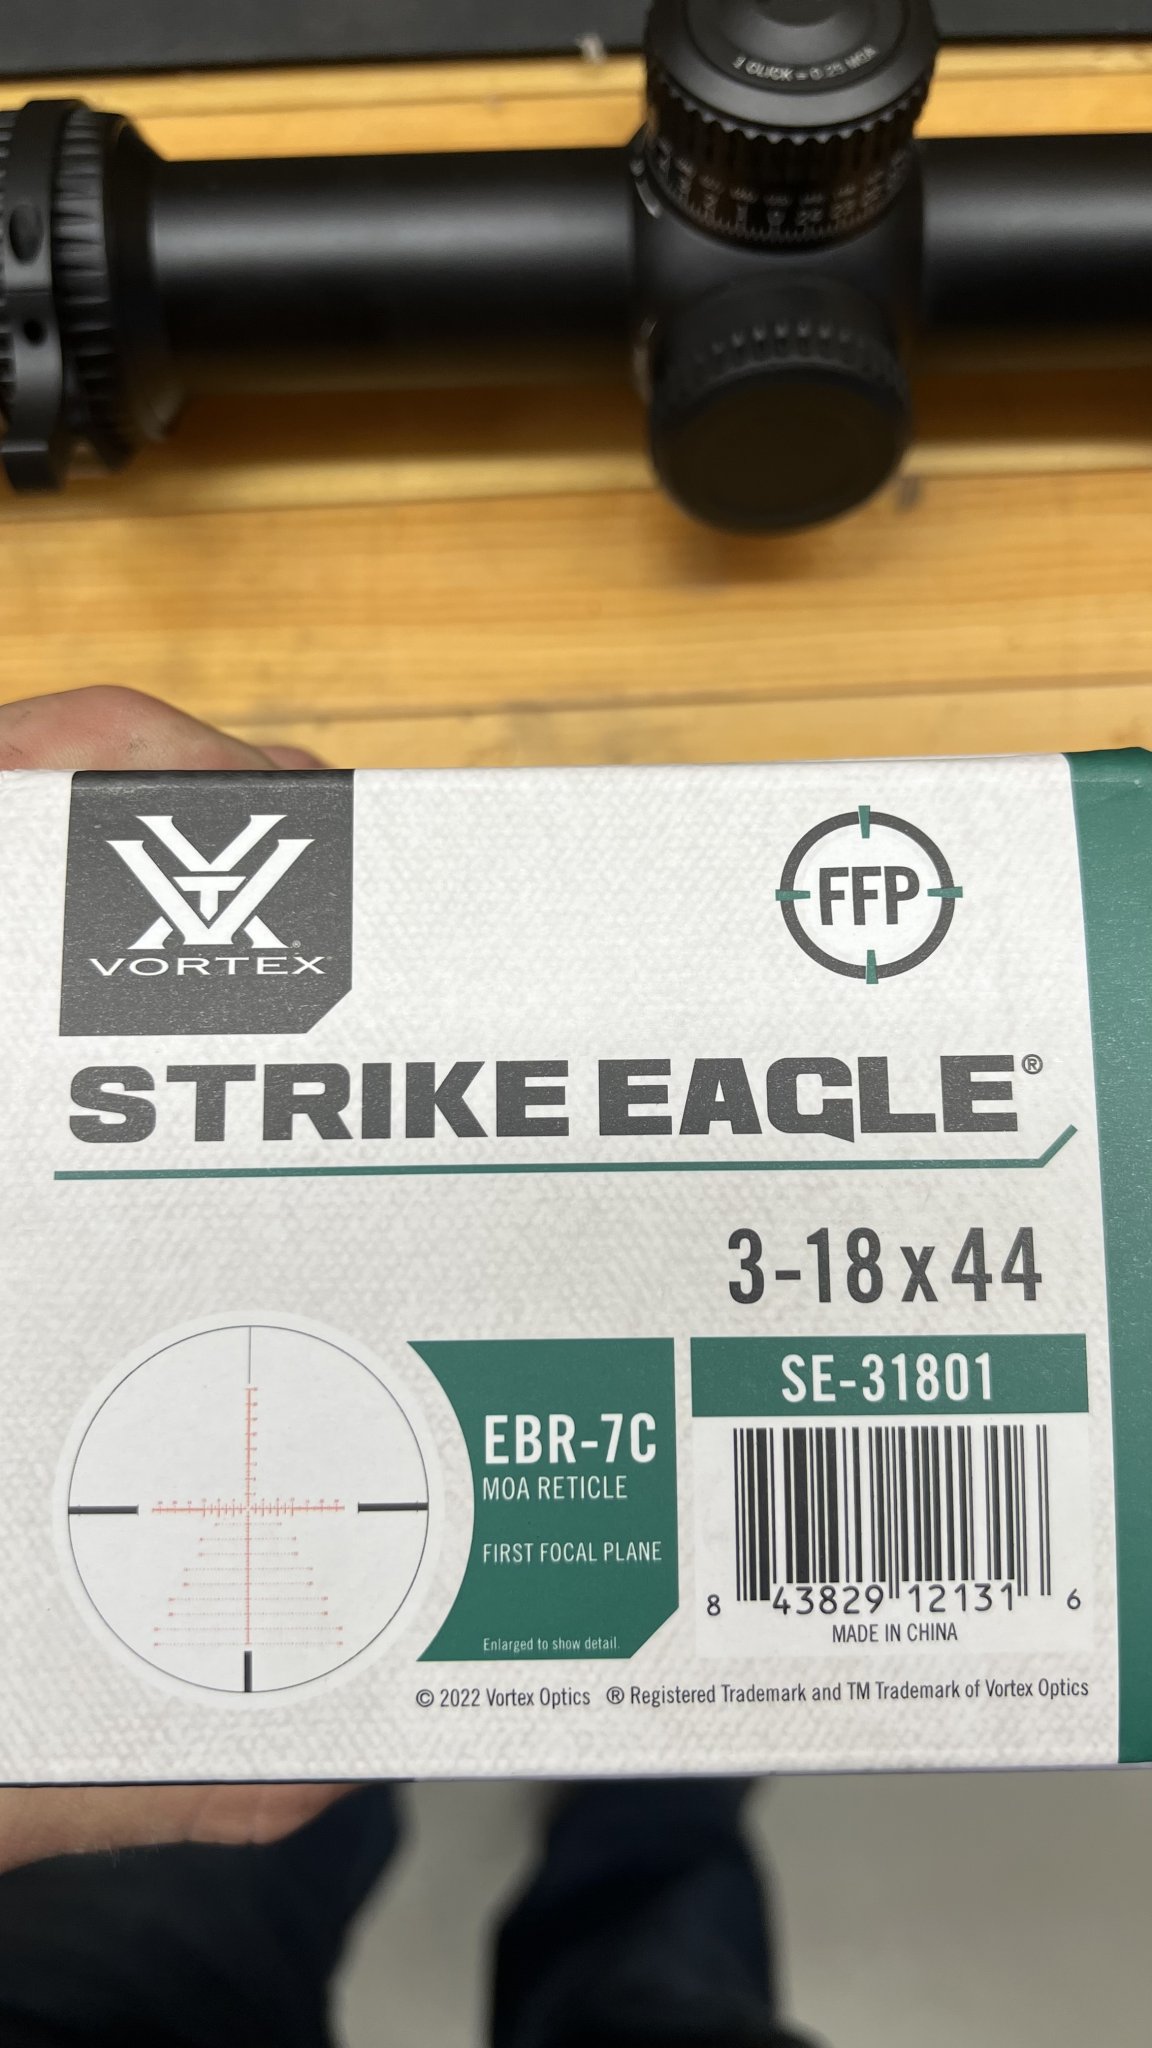 1 CLICK = 0.25 MOA
VORTEX
FFP
STRIKE EAGLE®
3-18x44
SE-31801
EBR-7C
MOA RETICLE
FIRST FOCAL PLANE
Enlarged to show detail.
8 43829 12131 6
MADE IN CHINA
© 2022 Vortex Optics ® Registered Trademark and TM Trademark of Vortex Optics